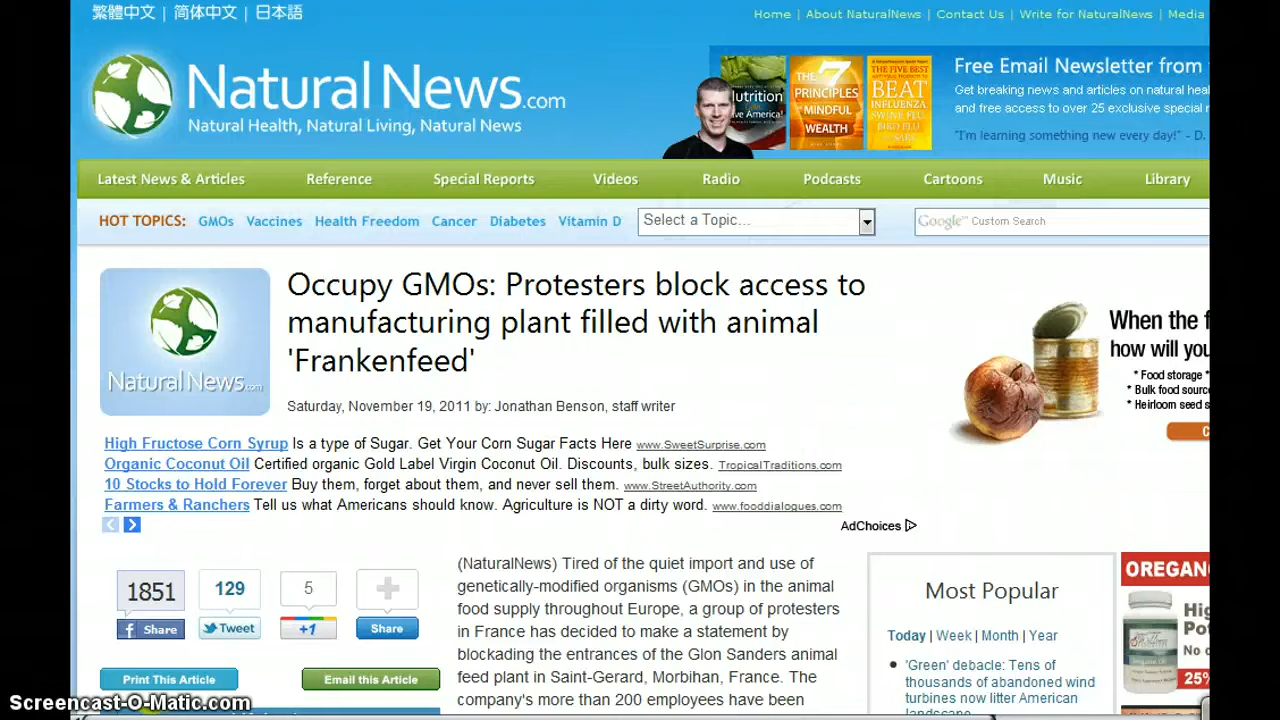 繁體中文 | 简体中文 | 日本語
Home | About NaturalNews | Contact Us | Write for NaturalNews | Media
NaturalNews.com
Natural Health, Natural Living, Natural News
Nutrition
America!
THE 7 PRINCIPLES
MINDFUL
WEALTH
THE FIVE BEST
BEAT
INFLUENZA
SWINE FLU,
BIRD FLU
Free Email Newsletter from
Get breaking news and articles on natural
and free access to over 25 exclusive special
"I'm learning something new every day!" - D.
Latest News & Articles Reference Special Reports Videos Radio Podcasts Cartoons Music Library
HOT TOPICS: GMOs Vaccines Health Freedom Cancer Diabetes Vitamin D Select a Topic... Google™ Custom Search
Occupy GMOs: Protesters block access to
manufacturing plant filled with animal
'Frankenfeed'
NaturalNews.com
Saturday, November 19, 2011 by: Jonathan Benson, staff writer
When the
how will you
* Food storage *
* Bulk food
* Heirloom seed
High Fructose Corn Syrup Is a type of Sugar. Get Your Corn Sugar Facts Here www.SweetSurprise.com
Organic Coconut Oil Certified organic Gold Label Virgin Coconut Oil. Discounts, bulk sizes. TropicalTraditions.com
10 Stocks to Hold Forever Buy them, forget about them, and never sell them. www.StreetAuthority.com
Farmers & Ranchers Tell us what Americans should know. Agriculture is NOT a dirty word. www.fooddialogues.com
AdChoices
1851 129 5
Share Tweet +1 Share
Print This Article Email this Article
(NaturalNews) Tired of the quiet import and use of
genetically-modified organisms (GMOs) in the animal
food supply throughout Europe, a group of protesters
in France has decided to make a statement by
blockading the entrances of the Glon Sanders animal
feed plant in Saint-Gerard, Morbihan, France. The
company's more than 200 employees have been
Most Popular
Today | Week | Month | Year
• 'Green' debacle: Tens of
thousands of abandoned wind
turbines now litter American
landscape
OREGANO
No
25%
Screencast-O-Matic.com